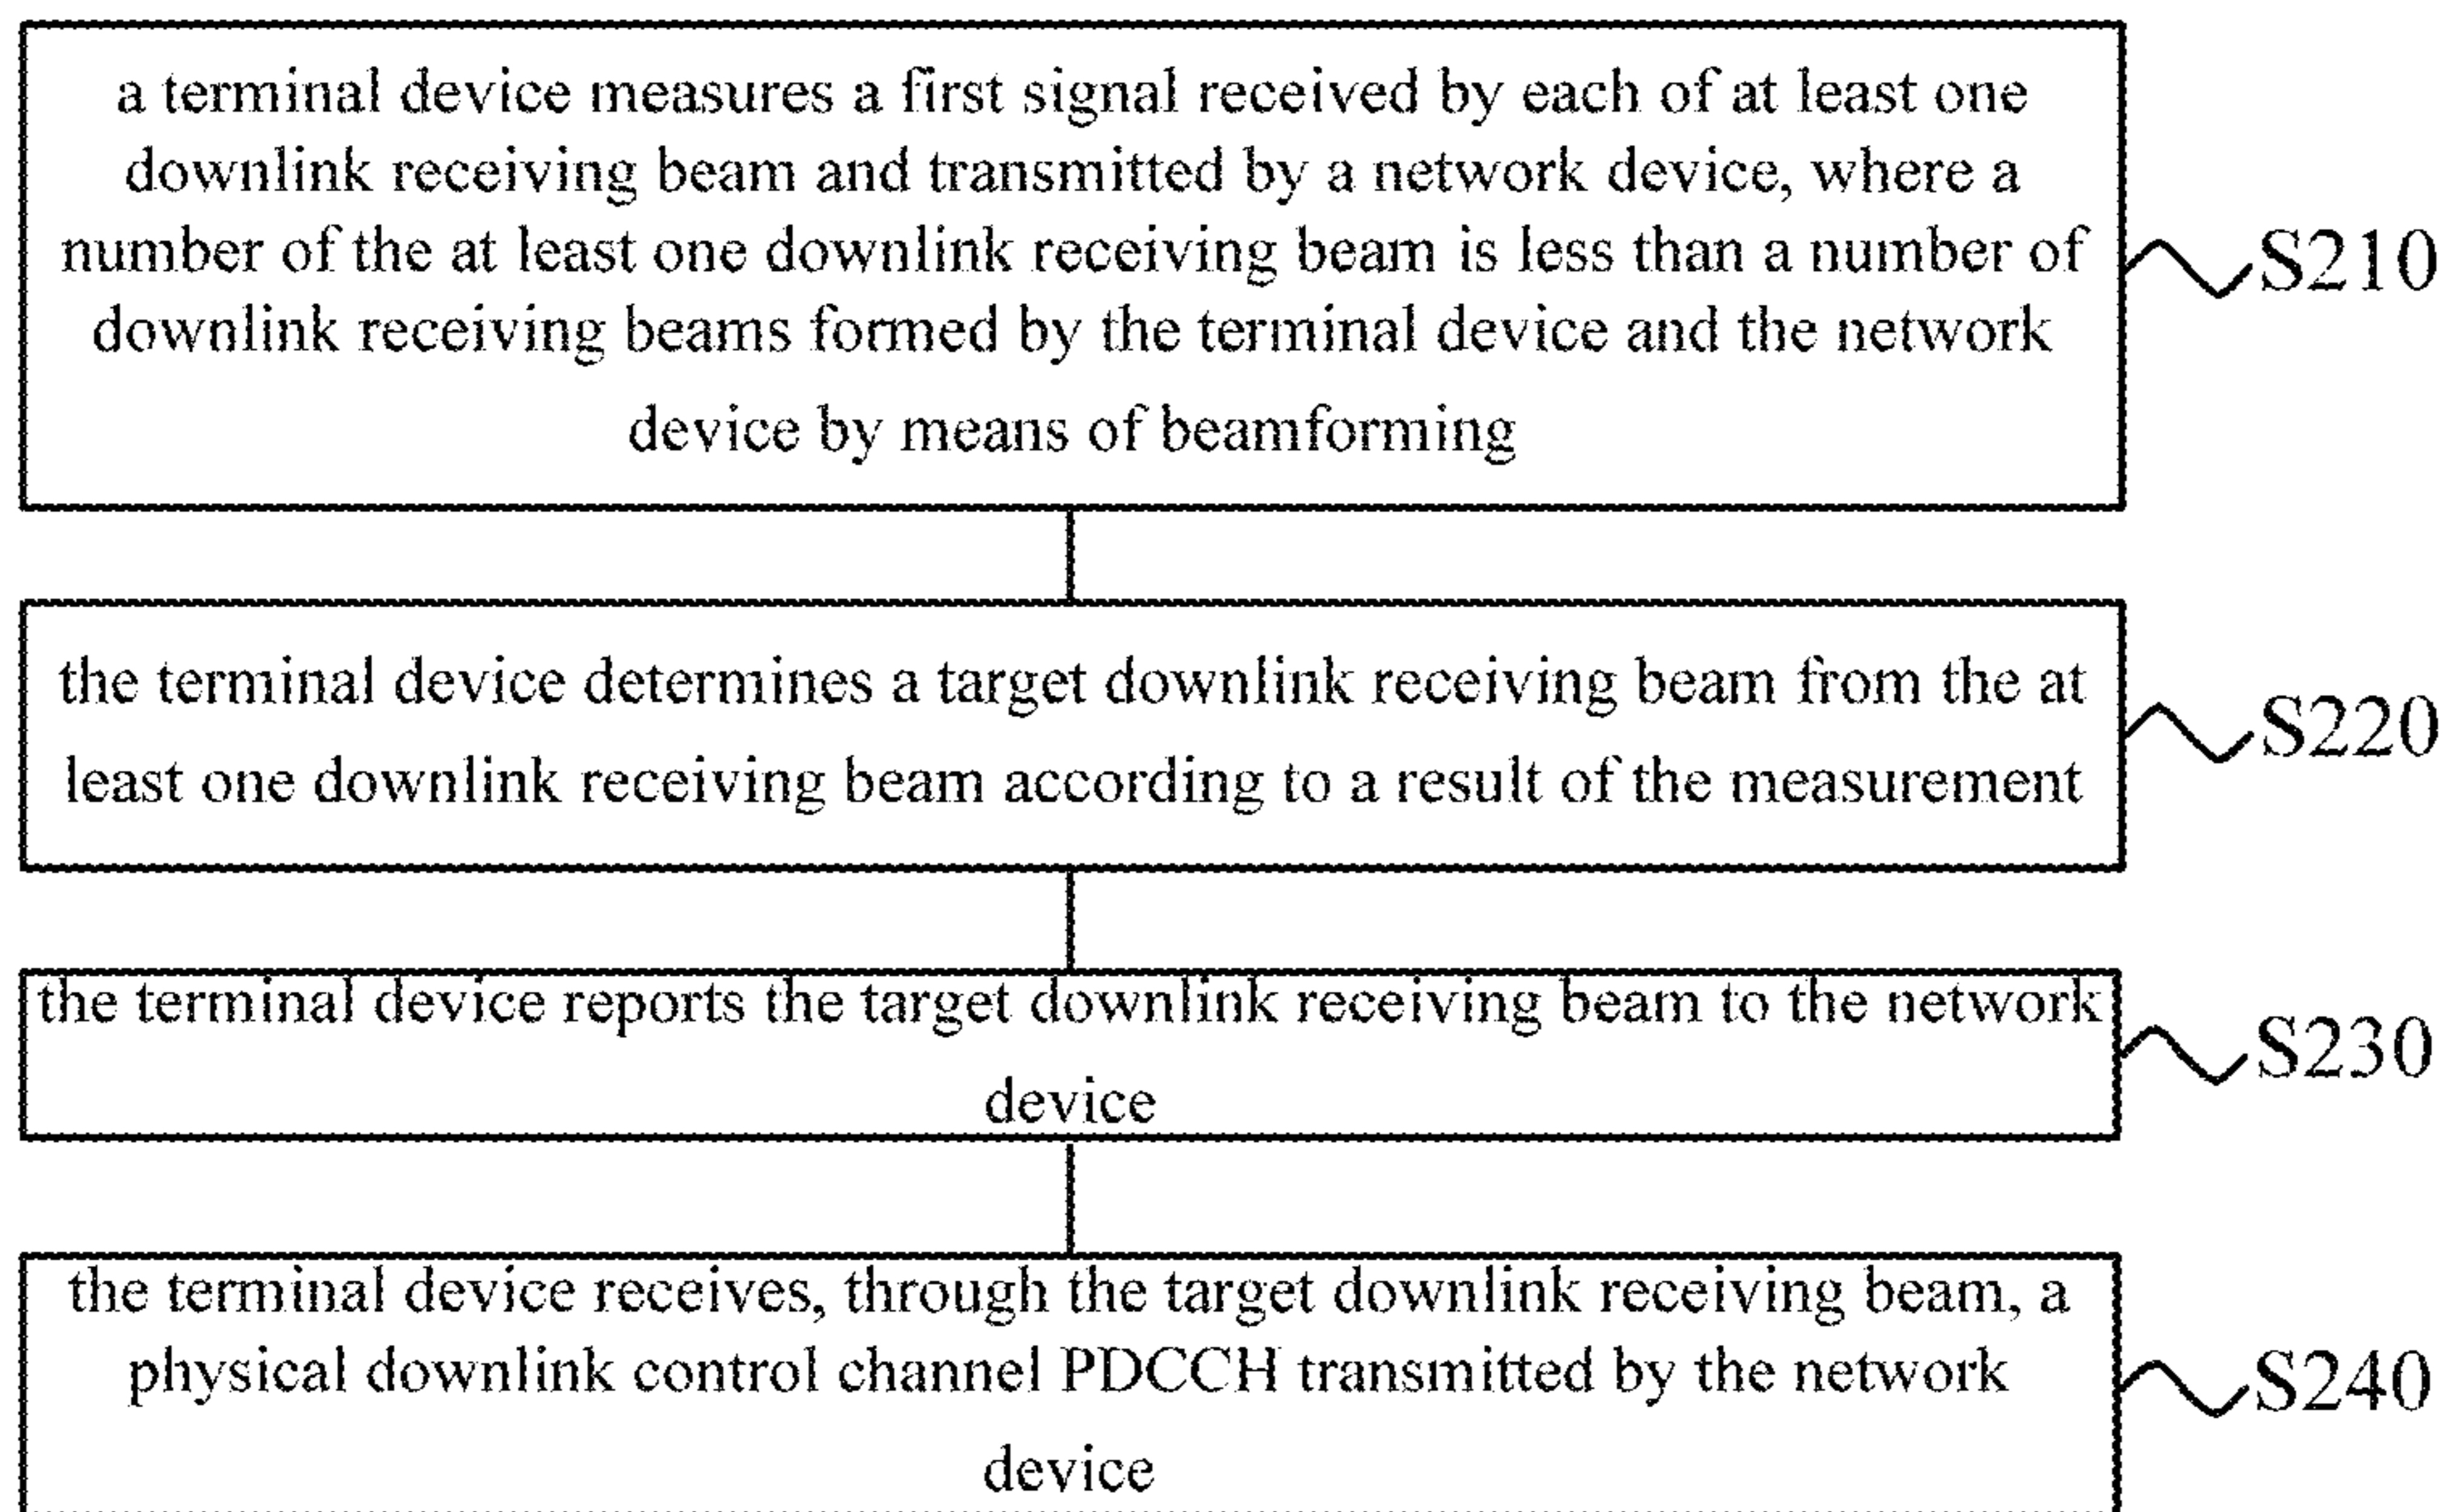 a terminal device measures a first signal received by each of at least one
downlink receiving beam and transmitted by a network device, where a
number of the at least one downlink receiving beam is less than a number of
downlink receiving beams formed by the terminal device and the network
device by means of beamforming
S210
the terminal device determines a target downlink receiving beam from the at
least one downlink receiving beam according to a result of the measurement
S220
the terminal device reports the target downlink receiving beam to the network
device
S230
the terminal device receives, through the target downlink receiving beam, a
physical downlink control channel PDCCH transmitted by the network
device
S240